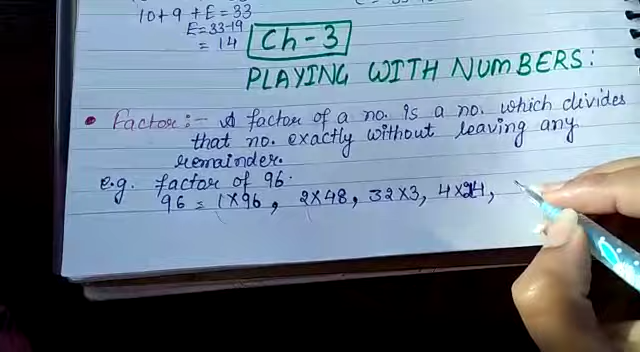 10+9+E=33
E=33-19
= 14
Ch-3
PLAYING WITH NUMBERS:
• Factor:- A factor of a no. is a no. which divides
that no. exactly without leaving any
remainder.
e.g. factor of 96.
96 = 1×96, 2×48, 32×3, 4×24,